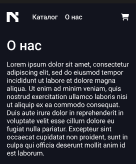 N Каталог О нас
О нас
Lorem ipsum dolor sit amet, consectetur
adipiscing elit, sed do eiusmod tempor
incididunt ut labore et dolore magna
aliqua. Ut enim ad minim veniam, quis
nostrud exercitation ullamco laboris nisi
ut aliquip ex ea commodo consequat.
Duis aute irure dolor in reprehenderit in
voluptate velit esse cillum dolore eu
fugiat nulla pariatur. Excepteur sint
occaecat cupidatat non proident, sunt in
culpa qui officia deserunt mollit anim id
est laborum.